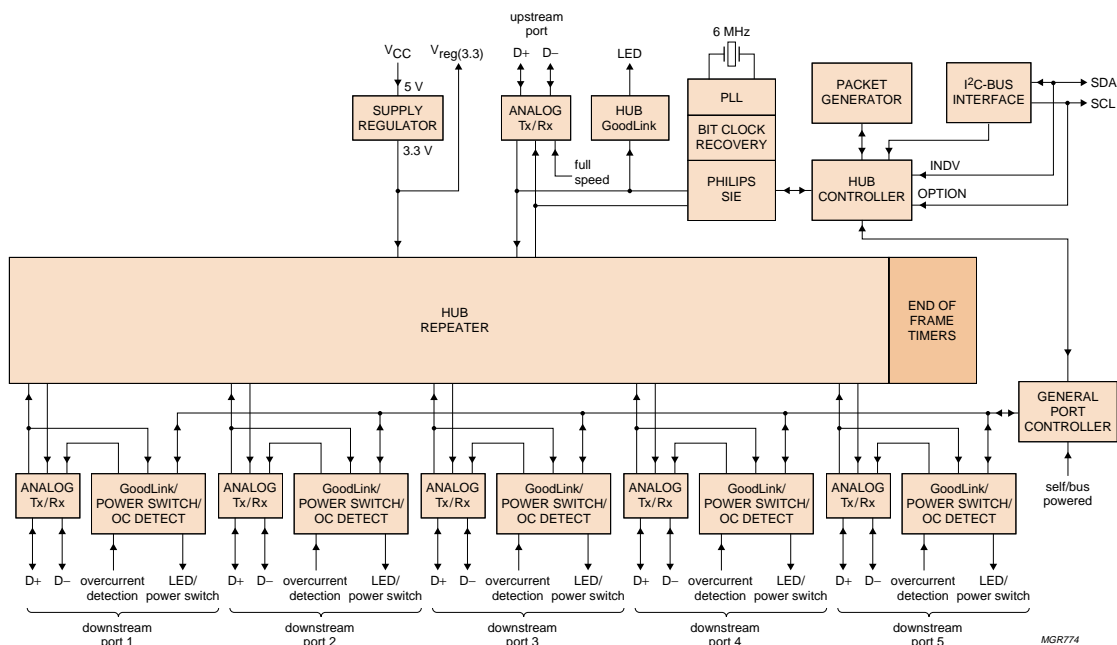 upstream
port
6 MHz
VCC
Vreg(3.3)
D+
D−
LED
5 V
SUPPLY
REGULATOR
3.3 V
ANALOG
Tx/Rx
HUB
GoodLink
full
speed
PLL
BIT CLOCK
RECOVERY
PHILIPS
SIE
PACKET
GENERATOR
I2C-BUS
INTERFACE
SDA
SCL
HUB
CONTROLLER
INDV
OPTION
HUB
REPEATER
END OF
FRAME
TIMERS
GENERAL
PORT
CONTROLLER
self/bus
powered
ANALOG
Tx/Rx
GoodLink/
POWER SWITCH/
OC DETECT
D+
D−
overcurrent
detection
LED/
power switch
downstream
port 1
ANALOG
Tx/Rx
GoodLink/
POWER SWITCH/
OC DETECT
D+
D−
overcurrent
detection
LED/
power switch
downstream
port 2
ANALOG
Tx/Rx
GoodLink/
POWER SWITCH/
OC DETECT
D+
D−
overcurrent
detection
LED/
power switch
downstream
port 3
ANALOG
Tx/Rx
GoodLink/
POWER SWITCH/
OC DETECT
D+
D−
overcurrent
detection
LED/
power switch
downstream
port 4
ANALOG
Tx/Rx
GoodLink/
POWER SWITCH/
OC DETECT
D+
D−
overcurrent
detection
LED/
power switch
downstream
port 5
MGR774